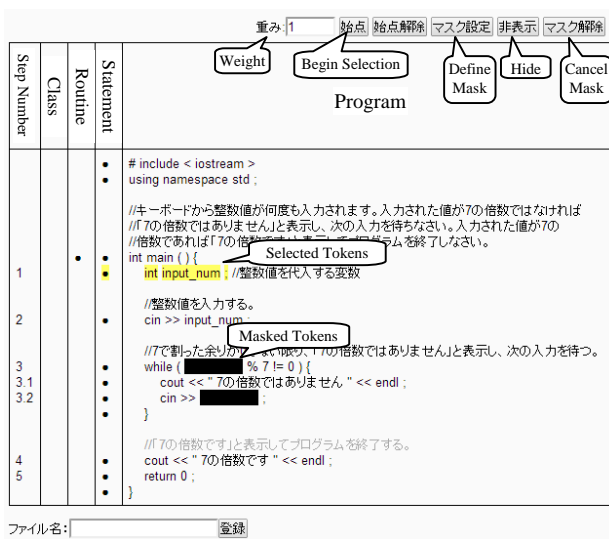 重み: 1 始点 始点解除 マスク設定 非表示 マスク解除
Weight Begin Selection Define Mask Hide Cancel Mask
Step Number Class Routine Statement Program
# include < iostream >
using namespace std ;
//キーボードから整数値が何度も入力されます。入力された値が7の倍数ではなければ
//「7の倍数ではありません」と表示し、次の入力を待ちなさい。入力された値が7の
//倍数であれば「7の倍数です」と表示してプログラムを終了しなさい。
Selected Tokens
int main ( ) {
1 int input_num ; //整数値を代入する変数
//整数値を入力する。
2 cin >> input_num
Masked Tokens
//7で割った余りが ない限り、「7の倍数ではありません」と表示し、次の入力を待つ。
3 while ( % 7 != 0 ) {
3.1 cout << " 7の倍数ではありません " << endl ;
3.2 cin >> ;
}
//「7の倍数です」と表示してプログラムを終了する。
4 cout << " 7の倍数です " << endl ;
5 return 0 ;
}
ファイル名: 登録